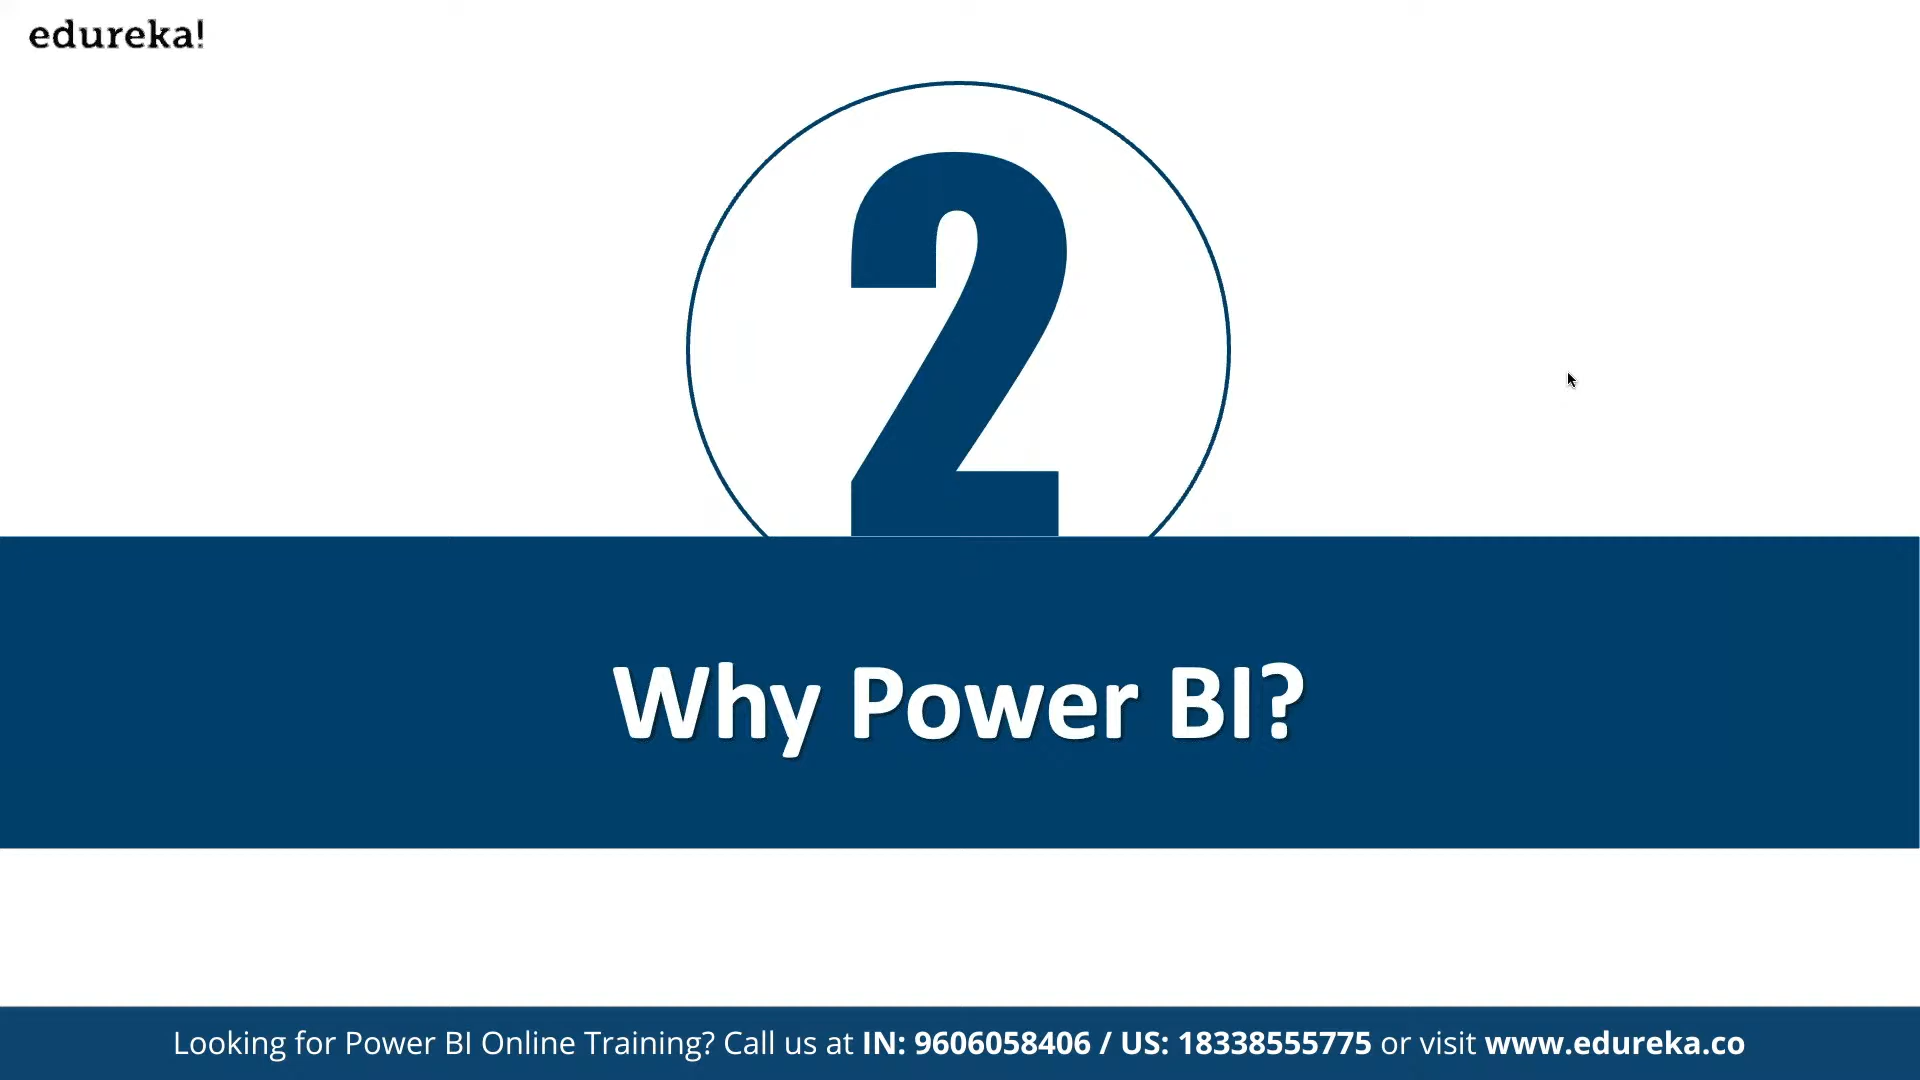 edureka!
2
Why Power BI?
Looking for Power BI Online Training? Call us at IN: 9606058406 / US: 18338555775 or visit www.edureka.co